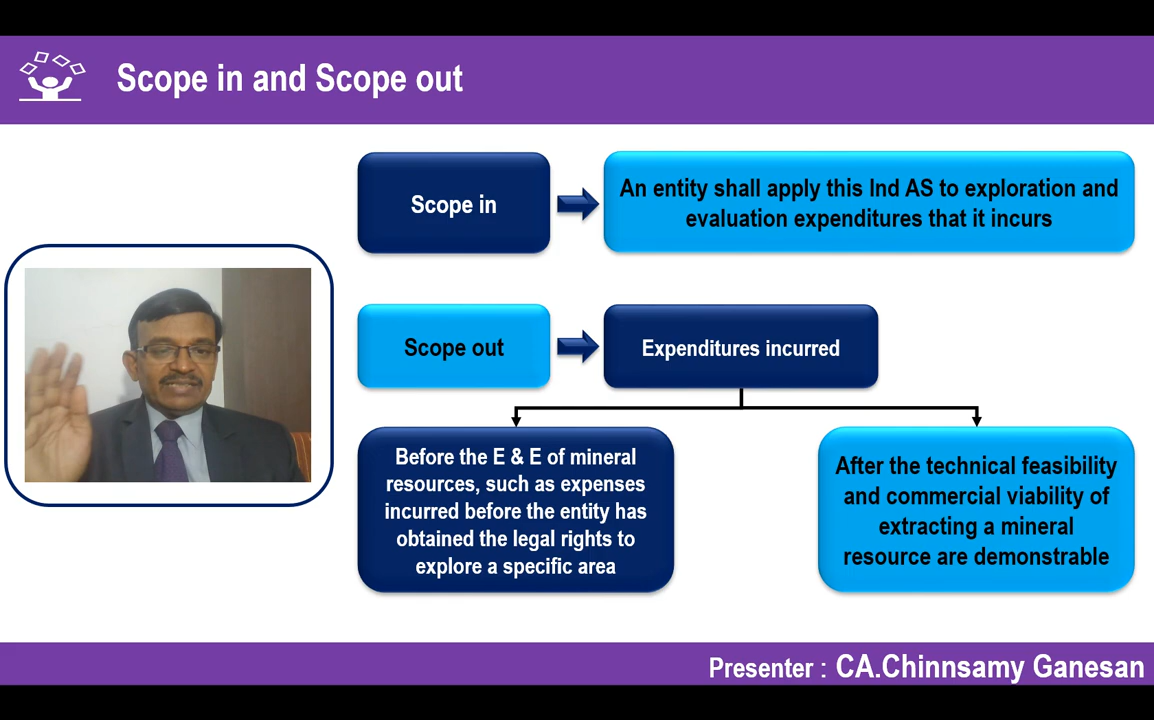 Scope in and Scope out
Scope in
An entity shall apply this Ind AS to exploration and
evaluation expenditures that it incurs
Scope out
Expenditures incurred
Before the E & E of mineral
resources, such as expenses
incurred before the entity has
obtained the legal rights to
explore a specific area
After the technical feasibility
and commercial viability of
extracting a mineral
resource are demonstrable
Presenter : CA.Chinnsamy Ganesan